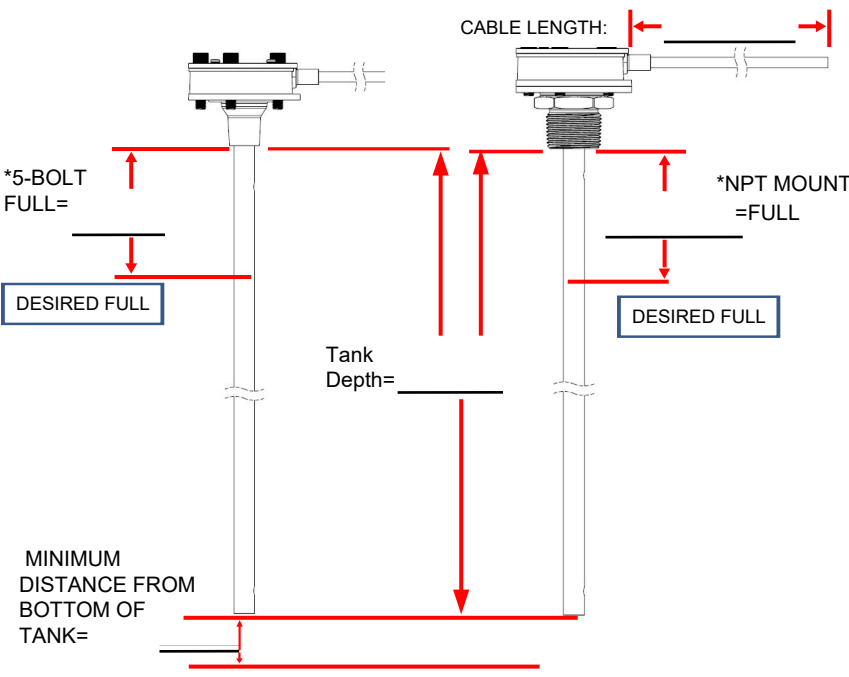 CABLE LENGTH:
*5-BOLT
FULL=
*NPT MOUNT
=FULL
DESIRED FULL
DESIRED FULL
Tank
Depth=
MINIMUM
DISTANCE FROM
BOTTOM OF
TANK=